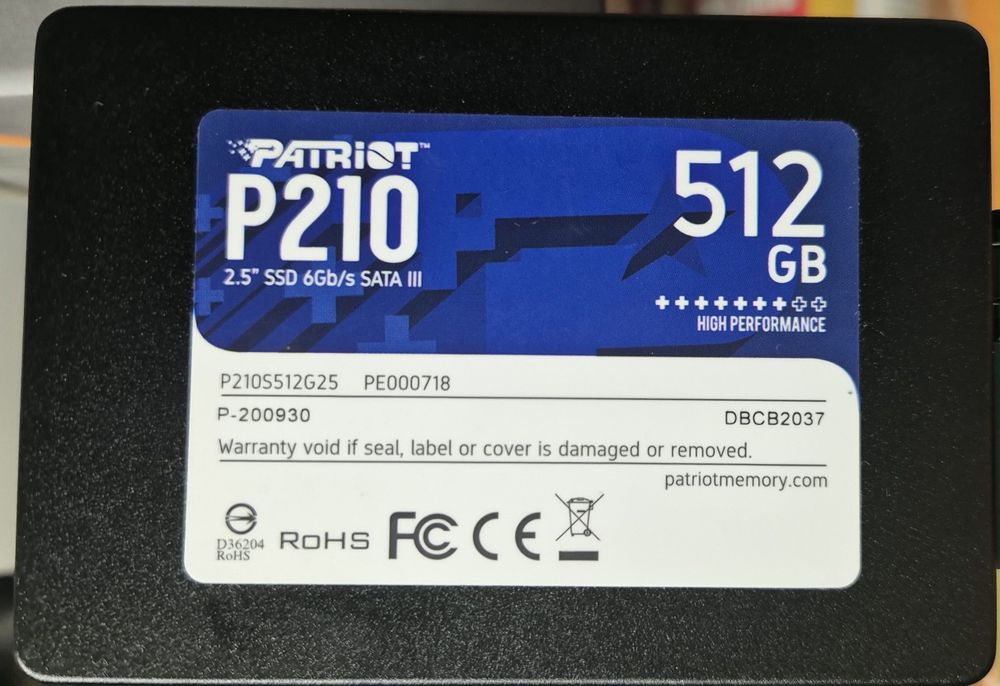 PATRIOT™
P210
2.5" SSD 6Gb/s SATA III
512
GB
HIGH PERFORMANCE
P210S512G25 PE000718
P-200930 DBCB2037
Warranty void if seal, label or cover is damaged or removed.
patriotmemory.com
D36204
RoHS
RoHS FC CE